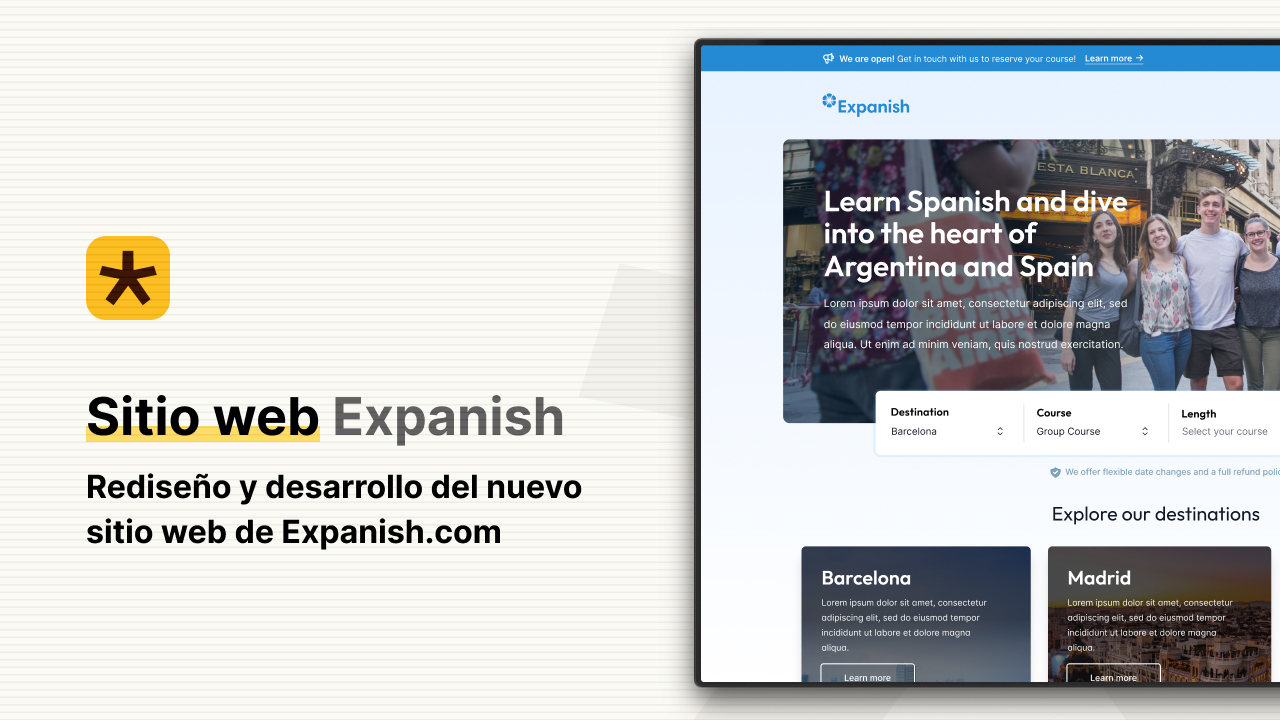 Sitio web Expanish
Rediseño y desarrollo del nuevo
sitio web de Expanish.com
We are open! Get in touch with us to reserve your course! Learn more →
Expanish
ESTA BLANCA
Learn Spanish and dive
into the heart of
Argentina and Spain
Lorem ipsum dolor sit amet, consectetur adipiscing elit, sed
do eiusmod tempor incididunt ut labore et dolore magna
aliqua. Ut enim ad minim veniam, quis nostrud exercitation.
Destination
Barcelona
Course
Group Course
Length
Select your course
We offer flexible date changes and a full refund
Explore our destinations
Barcelona
Lorem ipsum dolor sit amet, consectetur
adipiscing elit, sed do eiusmod tempor
incididunt ut labore et dolore magna
aliqua.
Learn more
Madrid
Lorem ipsum dolor sit amet, consectetur
adipiscing elit, sed do eiusmod tempor
incididunt ut labore et dolore magna
aliqua.
Learn more